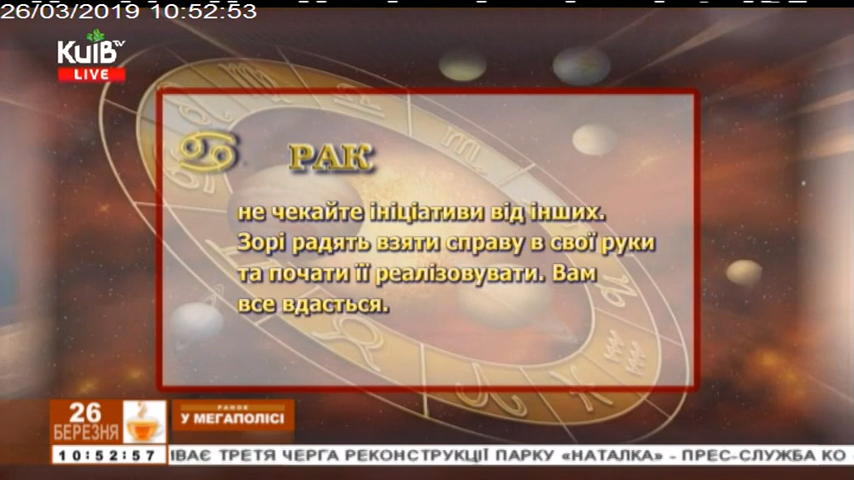 26/03/2019 10:52:53
КиїВ TV
LIVE
РАК
не чекайте ініціативи від інших.
Зорі радять взяти справу в свої руки
та почати її реалізовувати. Вам
все вдасться.
26
БЕРЕЗНЯ
РАНОК
У МЕГАПОЛІСІ
10:52:57
ИВАЄ ТРЕТЯ ЧЕРГА РЕКОНСТРУКЦІЇ ПАРКУ «НАТАЛКА» - ПРЕС-СЛУЖБА КО